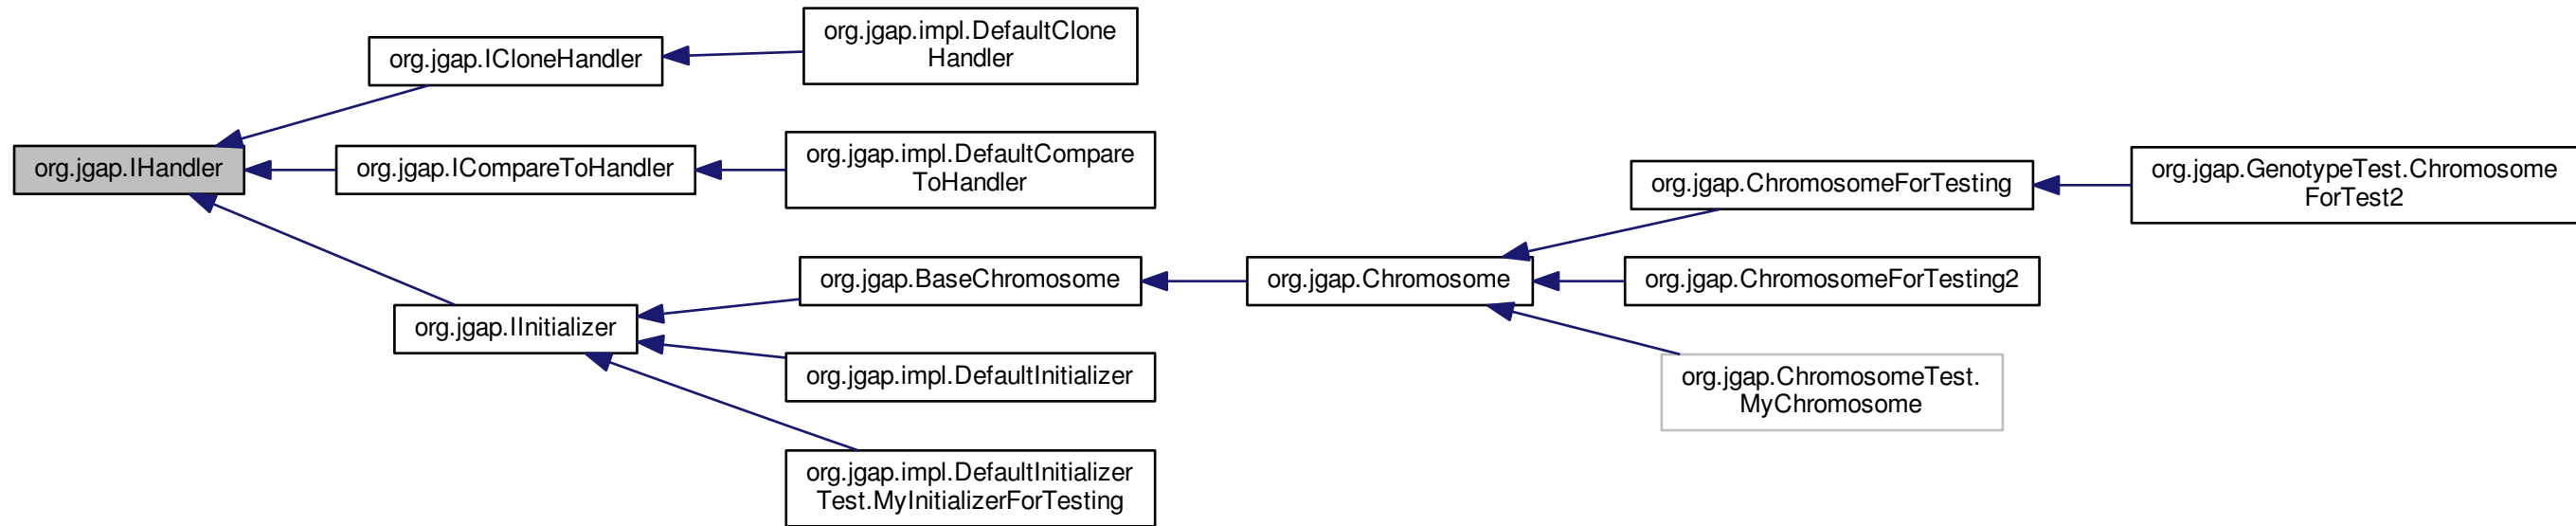 org.jgap.IHandler
org.jgap.ICloneHandler
org.jgap.impl.DefaultClone
Handler
org.jgap.ICompareToHandler
org.jgap.impl.DefaultCompare
ToHandler
org.jgap.IInitializer
org.jgap.BaseChromosome
org.jgap.Chromosome
org.jgap.ChromosomeForTesting
org.jgap.GenotypeTest.Chromosome
ForTest2
org.jgap.ChromosomeForTesting2
org.jgap.ChromosomeTest.
MyChromosome
org.jgap.impl.DefaultInitializer
org.jgap.impl.DefaultInitializer
Test.MyInitializerForTesting